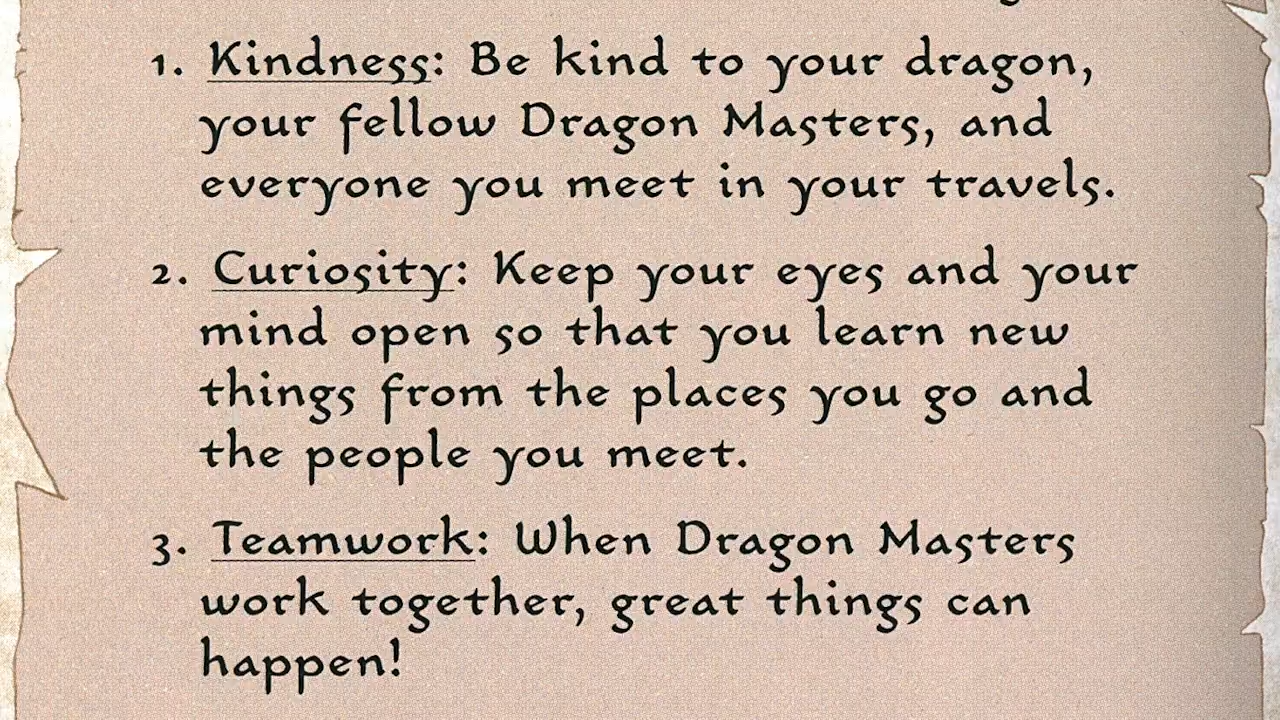 1. Kindness: Be kind to your dragon,
your fellow Dragon Masters, and
everyone you meet in your travels.
2. Curiosity: Keep your eyes and your
mind open so that you learn new
things from the places you go and
the people you meet.
3. Teamwork: When Dragon Masters
work together, great things can
happen!